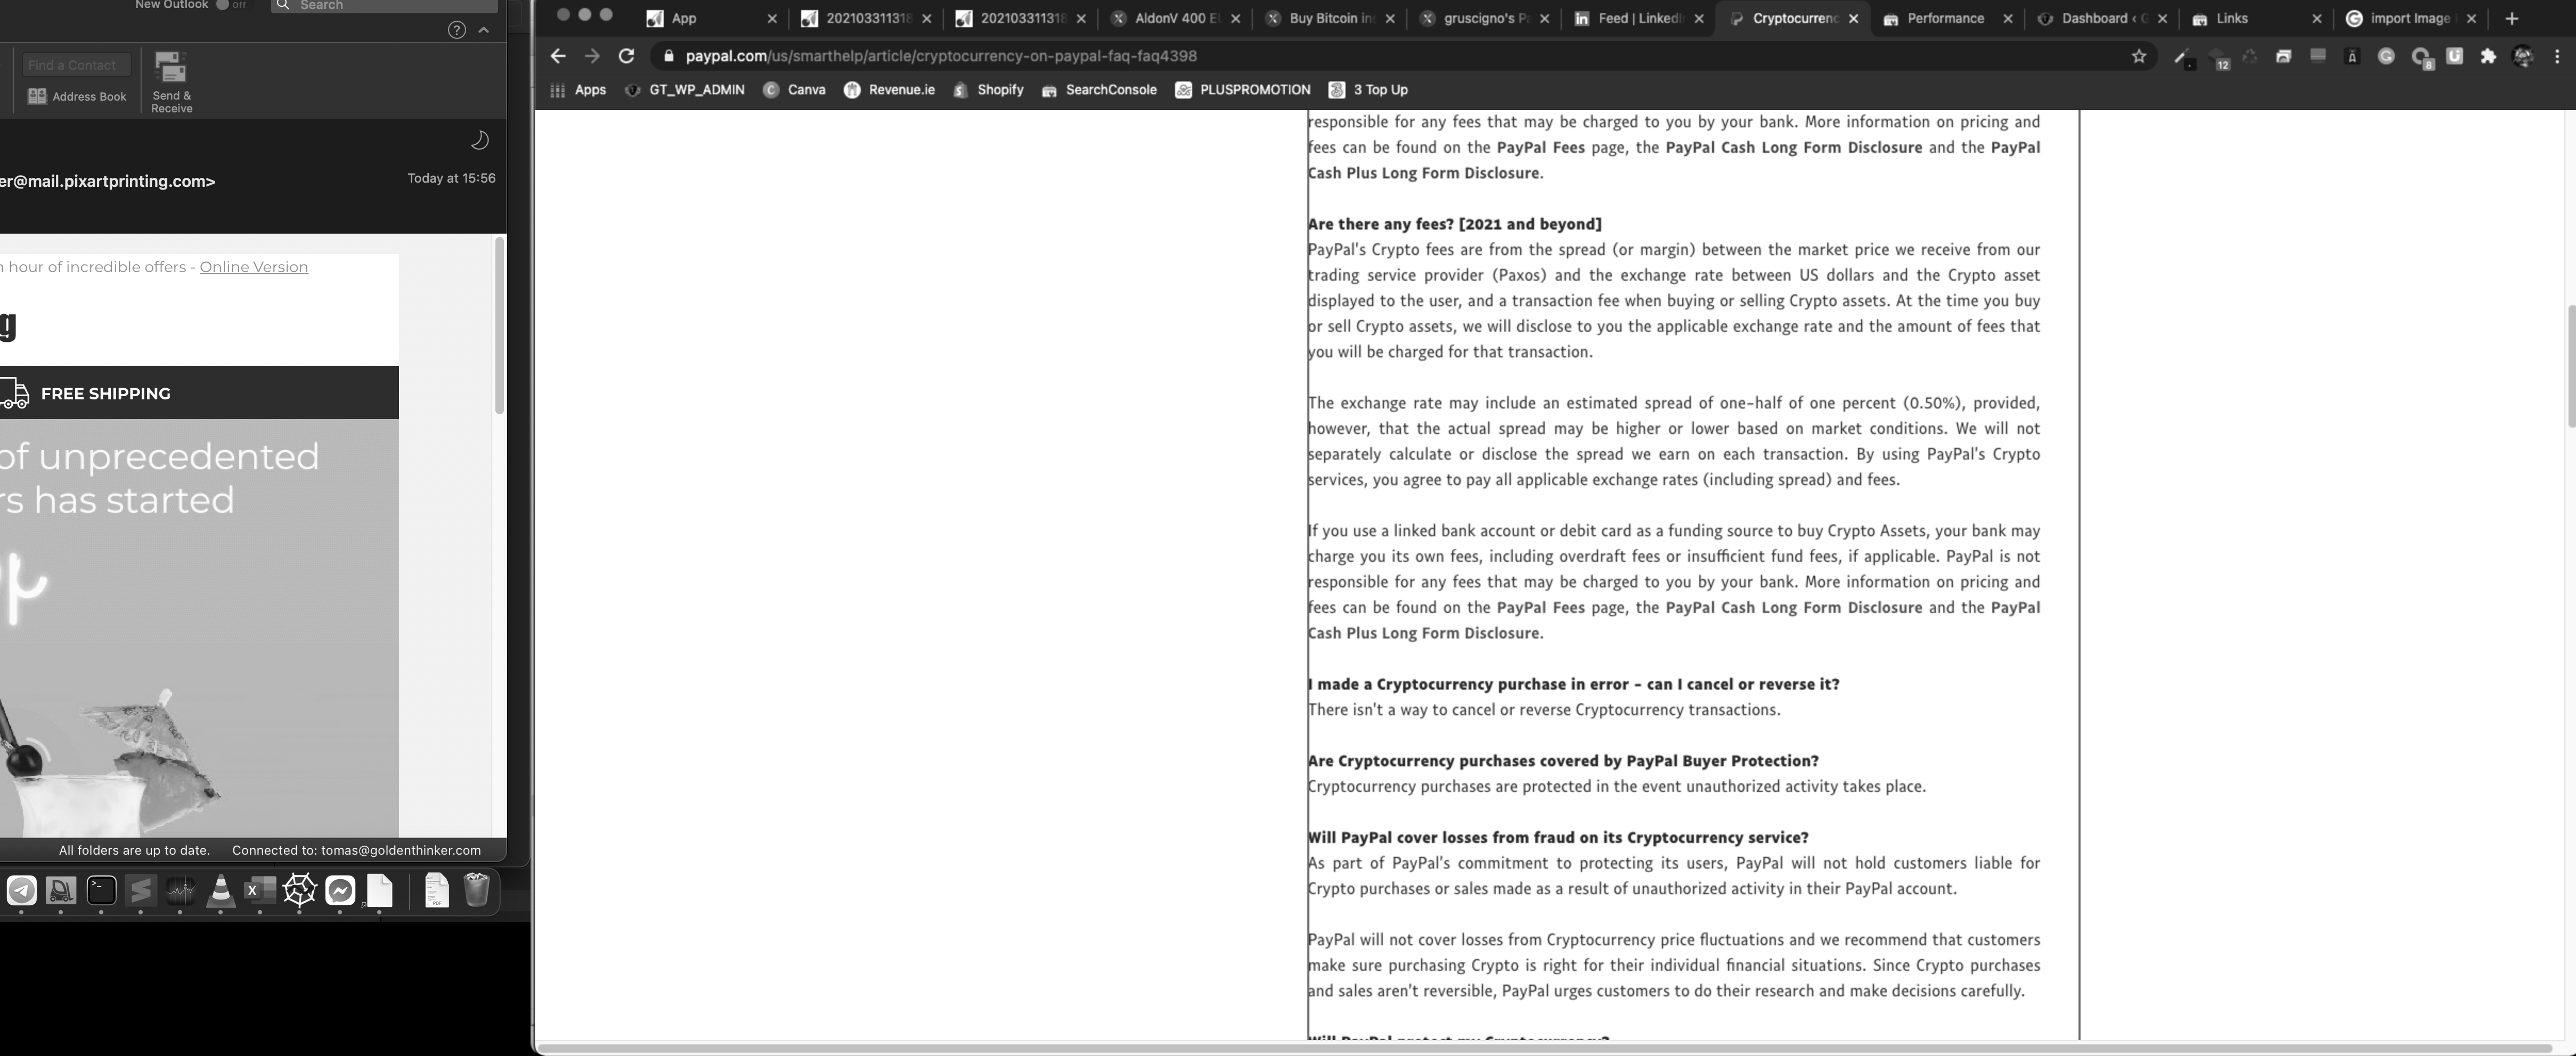 New Outlook Off
Search
Find a Contact
Address Book
Send &
Receive
er@mail.pixartprinting.com>
Today at 15:56
hour of incredible offers - Online Version
g
FREE SHIPPING
of unprecedented
rs has started
All folders are up to date. Connected to: tomas@goldenthinker.com
App
20210331131
20210331131
AldonV 400 E
Buy Bitcoin in
gruscigno's P
Feed | LinkedI
Cryptocurrenc
Performance
Dashboard ‹ G
Links
import Image
paypal.com/us/smarthelp/article/cryptocurrency-on-paypal-faq-faq4398
12
8
Apps GT_WP_ADMIN Canva Revenue.ie Shopify SearchConsole PLUSPROMOTION 3 Top Up
responsible for any fees that may be charged to you by your bank. More information on pricing and
fees can be found on the PayPal Fees page, the PayPal Cash Long Form Disclosure and the PayPal
Cash Plus Long Form Disclosure.
Are there any fees? [2021 and beyond]
PayPal's Crypto fees are from the spread (or margin) between the market price we receive from our
trading service provider (Paxos) and the exchange rate between US dollars and the Crypto asset
displayed to the user, and a transaction fee when buying or selling Crypto assets. At the time you buy
or sell Crypto assets, we will disclose to you the applicable exchange rate and the amount of fees that
you will be charged for that transaction.
The exchange rate may include an estimated spread of one-half of one percent (0.50%), provided,
however, that the actual spread may be higher or lower based on market conditions. We will not
separately calculate or disclose the spread we earn on each transaction. By using PayPal's Crypto
services, you agree to pay all applicable exchange rates (including spread) and fees.
If you use a linked bank account or debit card as a funding source to buy Crypto Assets, your bank may
charge you its own fees, including overdraft fees or insufficient fund fees, if applicable. PayPal is not
responsible for any fees that may be charged to you by your bank. More information on pricing and
fees can be found on the PayPal Fees page, the PayPal Cash Long Form Disclosure and the PayPal
Cash Plus Long Form Disclosure.
I made a Cryptocurrency purchase in error - can I cancel or reverse it?
There isn't a way to cancel or reverse Cryptocurrency transactions.
Are Cryptocurrency purchases covered by PayPal Buyer Protection?
Cryptocurrency purchases are protected in the event unauthorized activity takes place.
Will PayPal cover losses from fraud on its Cryptocurrency service?
As part of PayPal's commitment to protecting its users, PayPal will not hold customers liable for
Crypto purchases or sales made as a result of unauthorized activity in their PayPal account.
PayPal will not cover losses from Cryptocurrency price fluctuations and we recommend that customers
make sure purchasing Crypto is right for their individual financial situations. Since Crypto purchases
and sales aren't reversible, PayPal urges customers to do their research and make decisions carefully.
Will PayPal protect my Cryptocurrency?